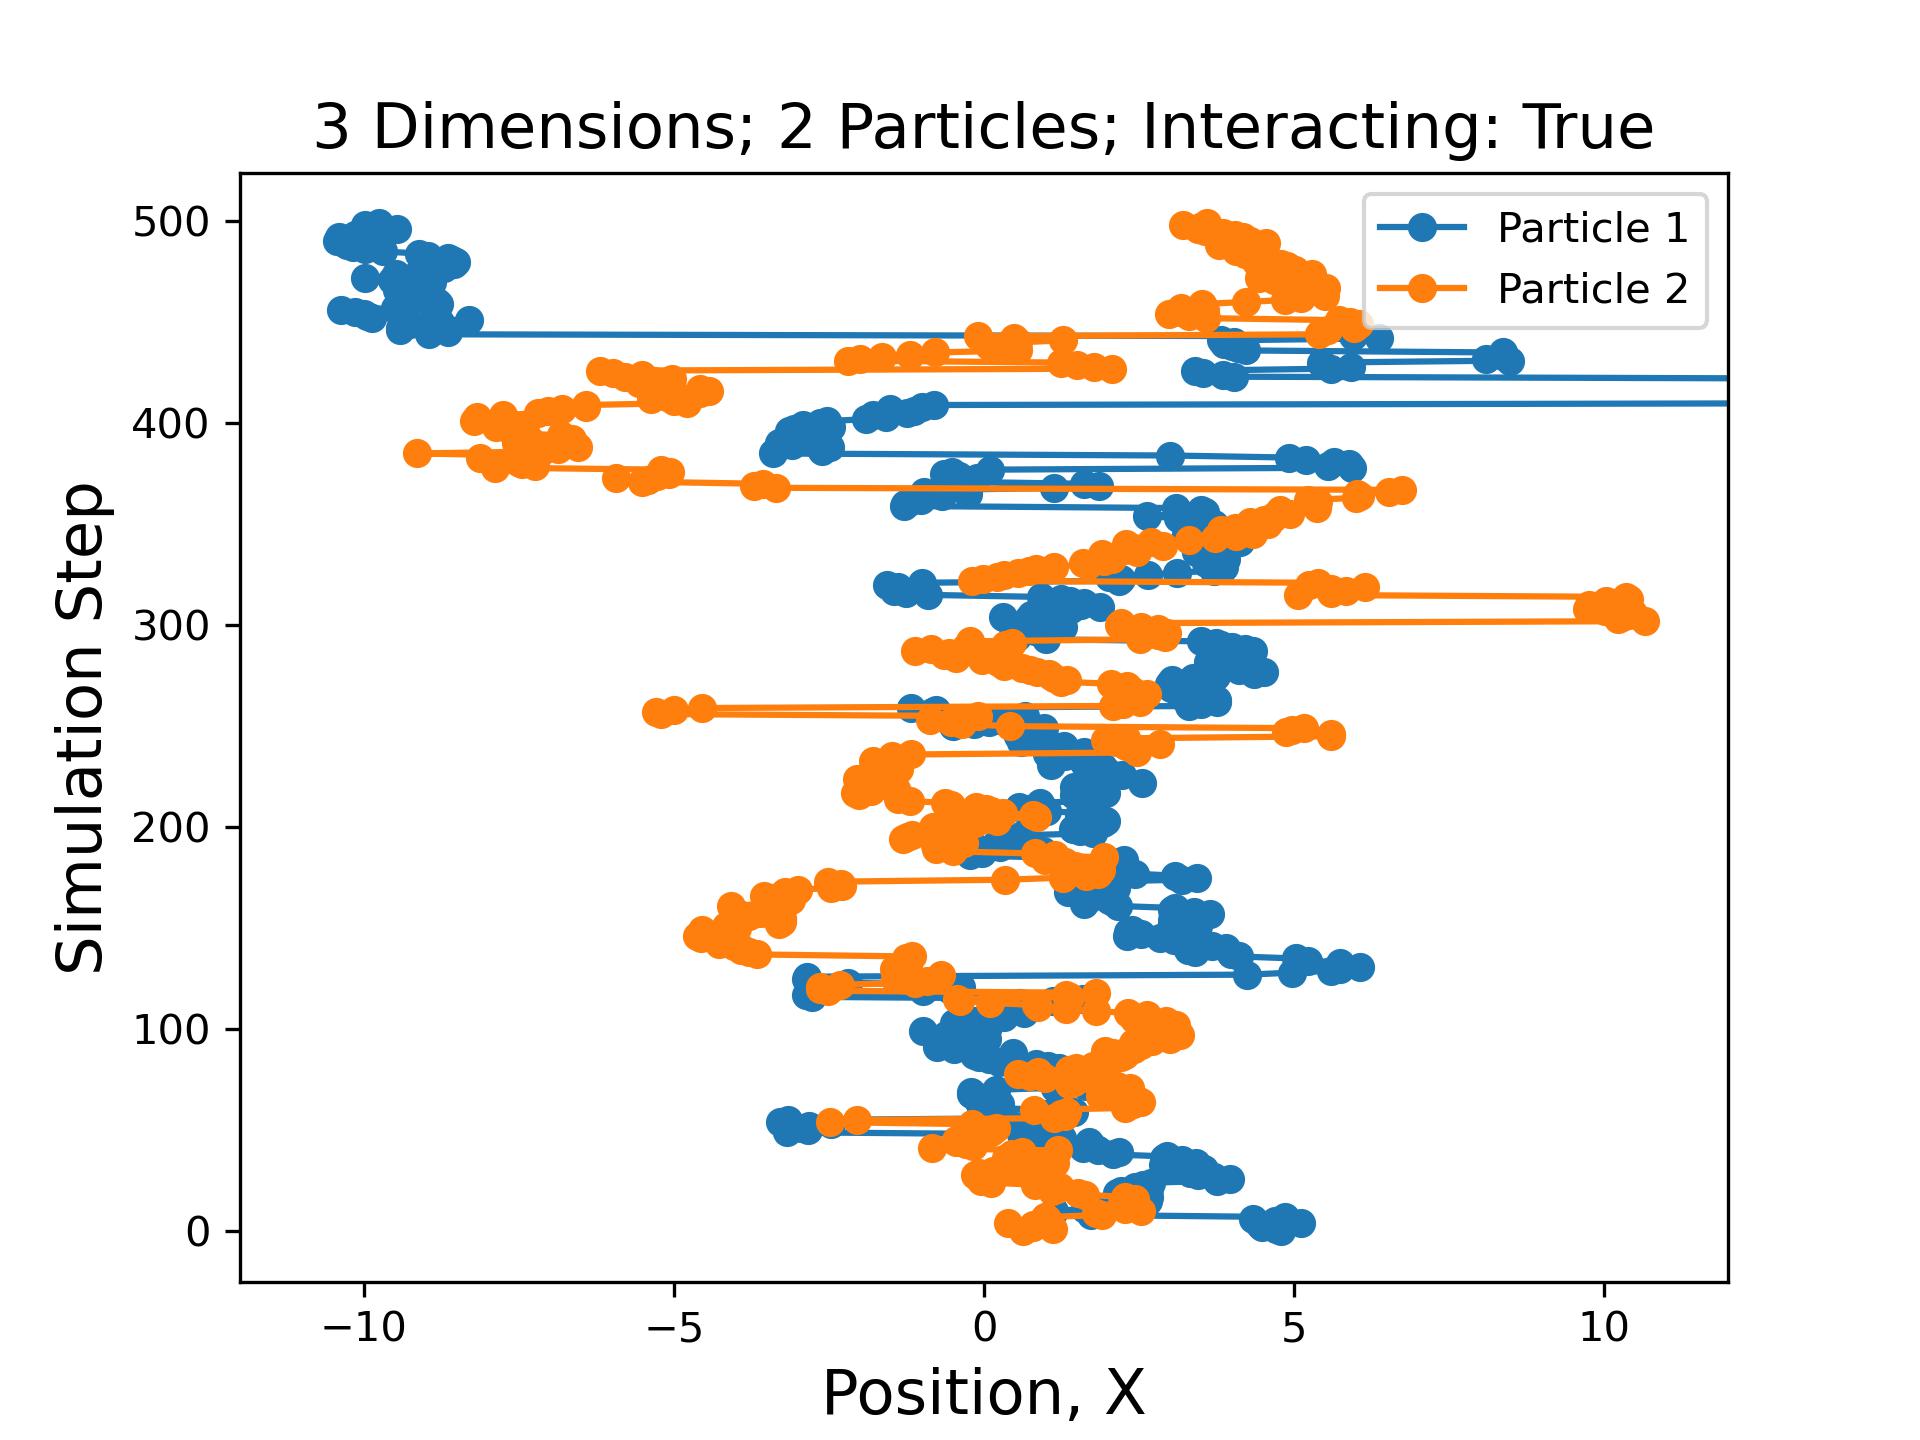 3 Dimensions; 2 Particles; Interacting: True
Particle 1
Particle 2
Simulation Step
500
400
300
200
100
0
−10
−5
0
5
10
Position, X